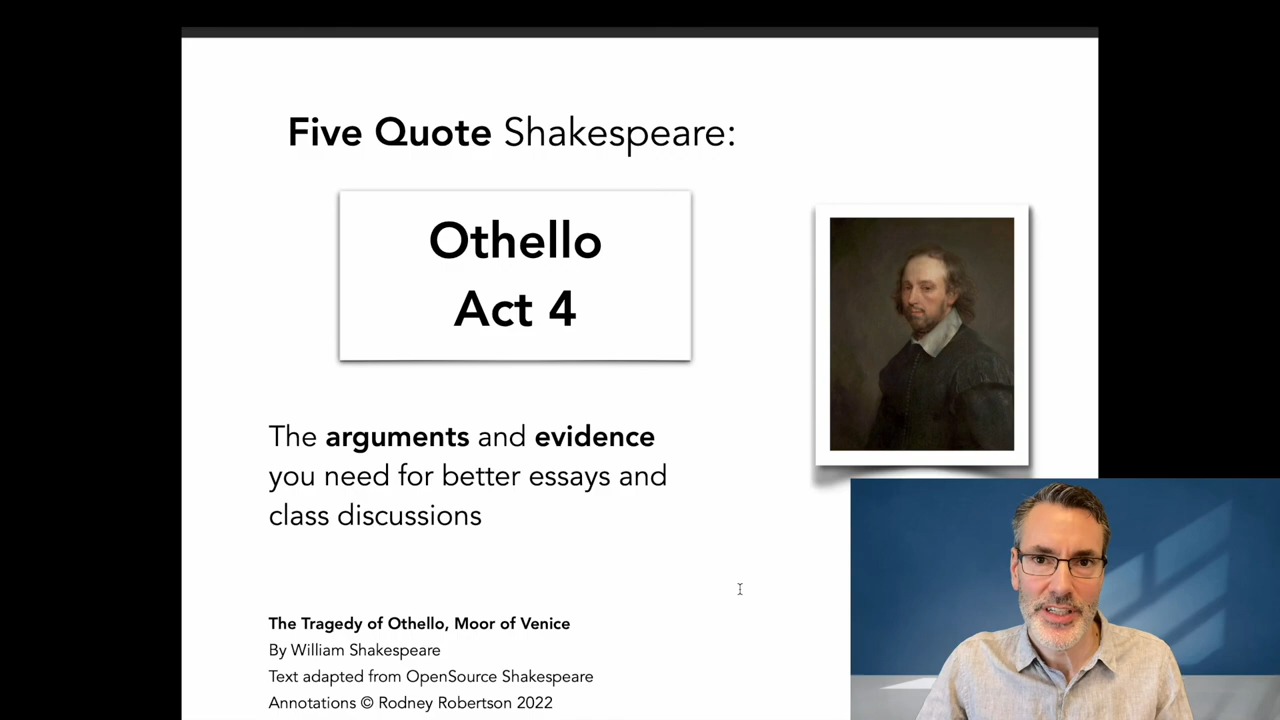 Five Quote Shakespeare:
Othello
Act 4
The arguments and evidence
you need for better essays and
class discussions
The Tragedy of Othello, Moor of Venice
By William Shakespeare
Text adapted from OpenSource Shakespeare
Annotations © Rodney Robertson 2022